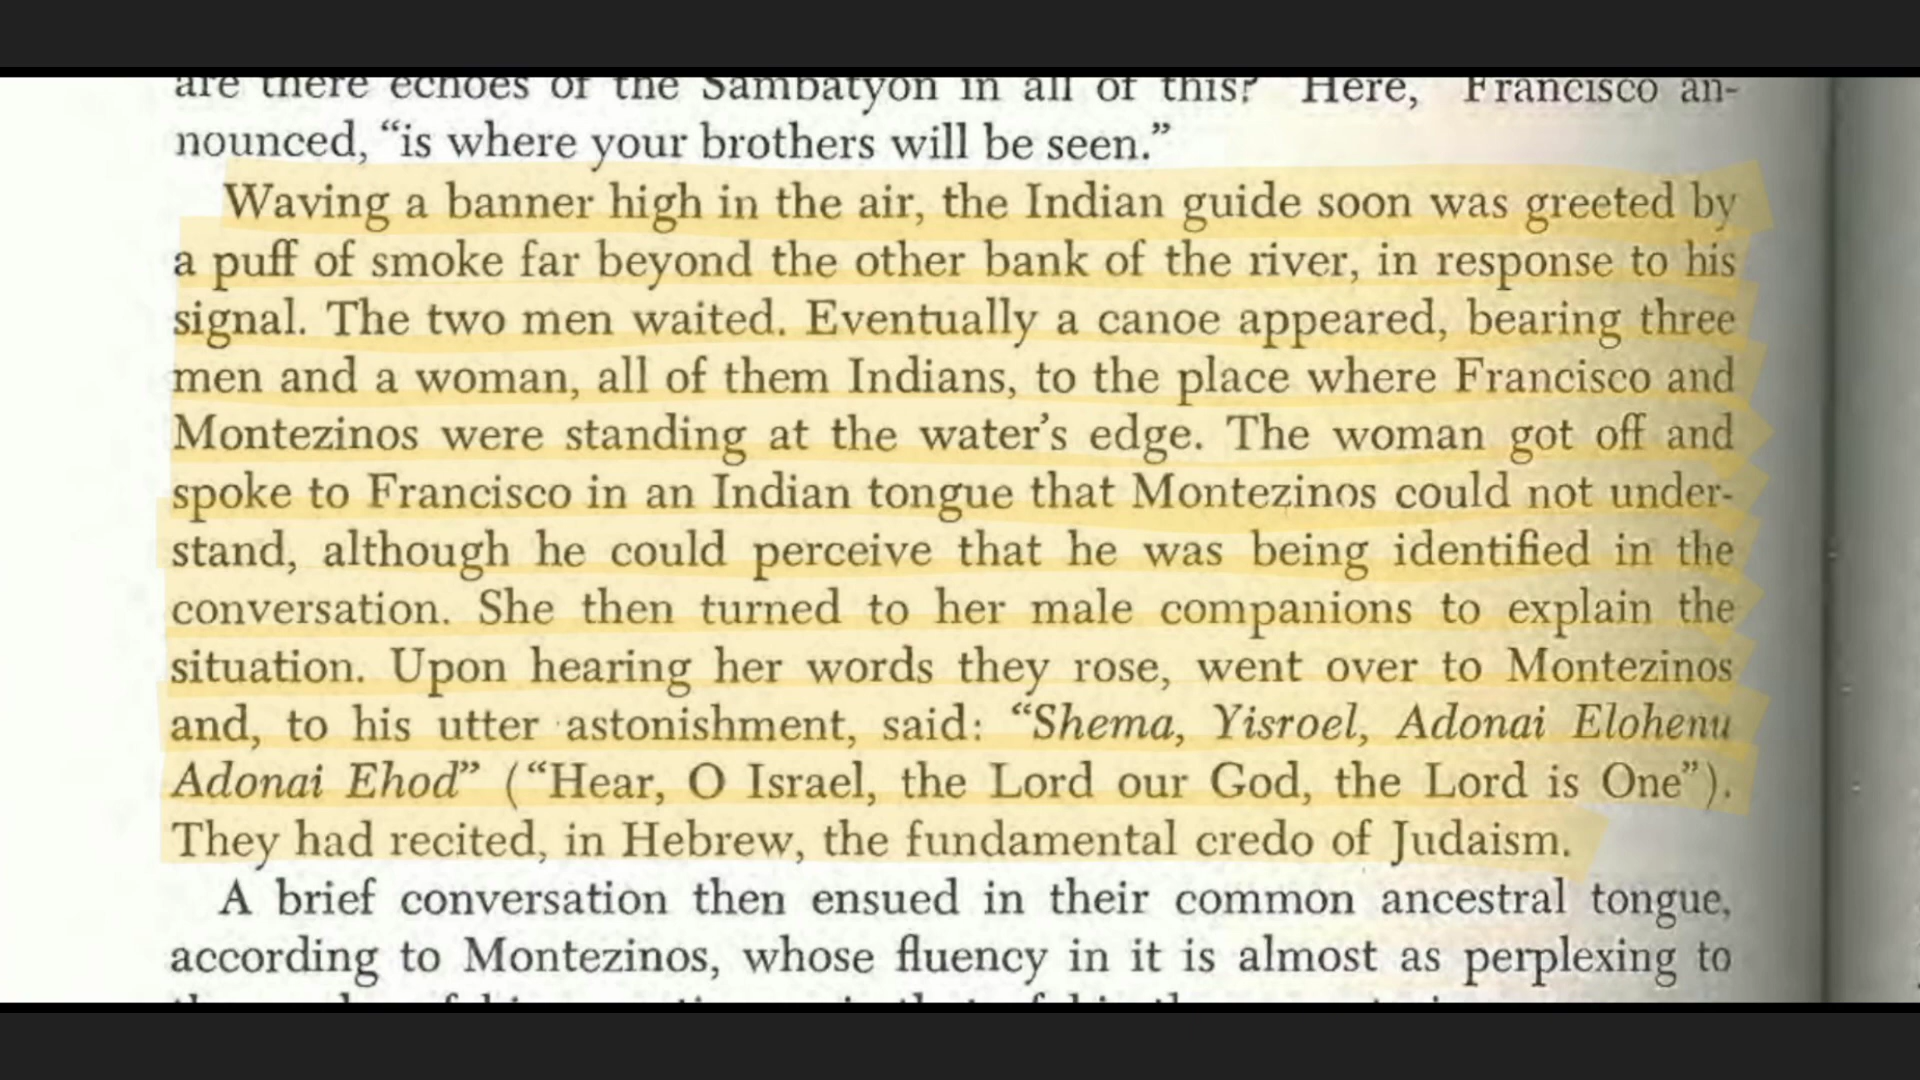 are there echoes of the Sambatyon in all of this? "Here," Francisco an-
nounced, “is where your brothers will be seen.”
Waving a banner high in the air, the Indian guide soon was greeted by
a puff of smoke far beyond the other bank of the river, in response to his
signal. The two men waited. Eventually a canoe appeared, bearing three
men and a woman, all of them Indians, to the place where Francisco and
Montezinos were standing at the water’s edge. The woman got off and
spoke to Francisco in an Indian tongue that Montezinos could not under-
stand, although he could perceive that he was being identified in the
conversation. She then turned to her male companions to explain the
situation. Upon hearing her words they rose, went over to Montezinos
and, to his utter astonishment, said: “Shema, Yisroel, Adonai Elohenu
Adonai Ehod” (“Hear, O Israel, the Lord our God, the Lord is One”).
They had recited, in Hebrew, the fundamental credo of Judaism.
A brief conversation then ensued in their common ancestral tongue,
according to Montezinos, whose fluency in it is almost as perplexing to